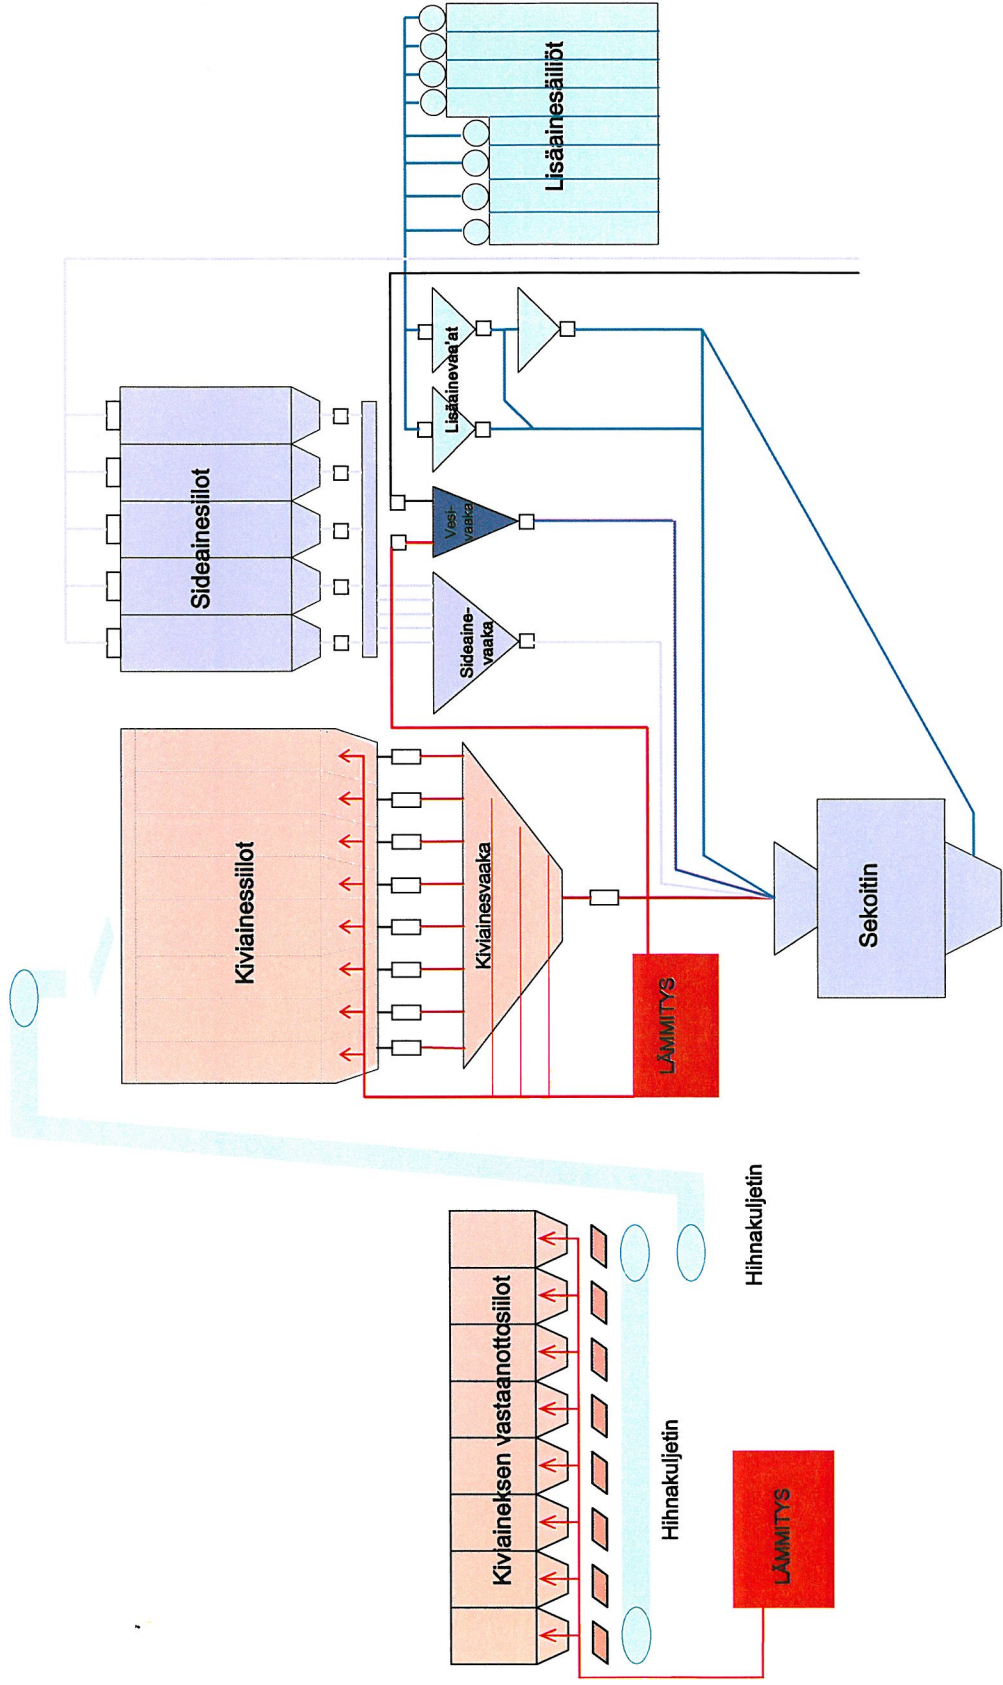 Kiviaineksen vastaanottosiilot
Hihnakuljetin
LÄMMITYS
Hihnakuljetin
Kiviainessiilot
Kiviainesvaaka
LÄMMITYS
Sekoitin
Sideainesiilot
Sideaine-
vaaka
Vesi-
vaaka
Lisäainevaa'at
Lisäainesäiliöt